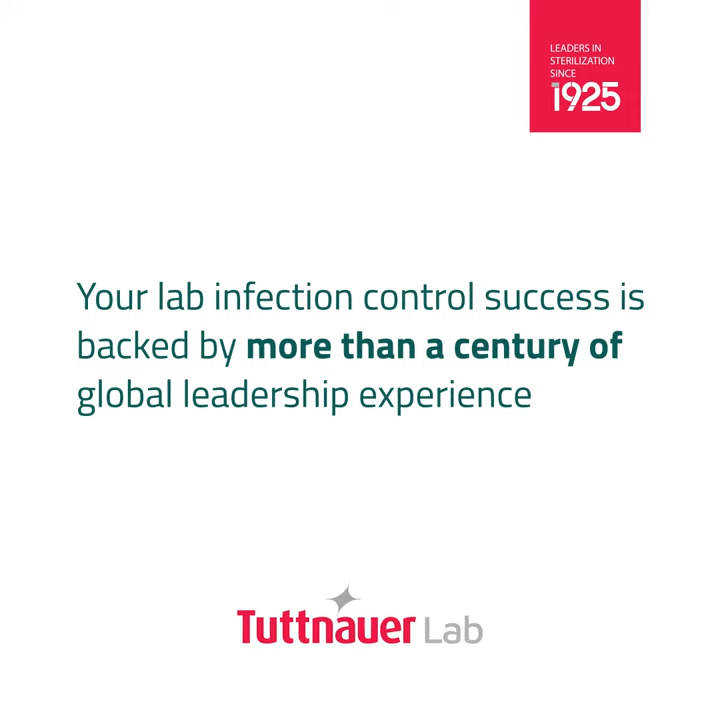 LEADERS IN
STERILIZATION
SINCE
1925
Your lab infection control success is
backed by more than a century of
global leadership experience
Tuttnauer Lab